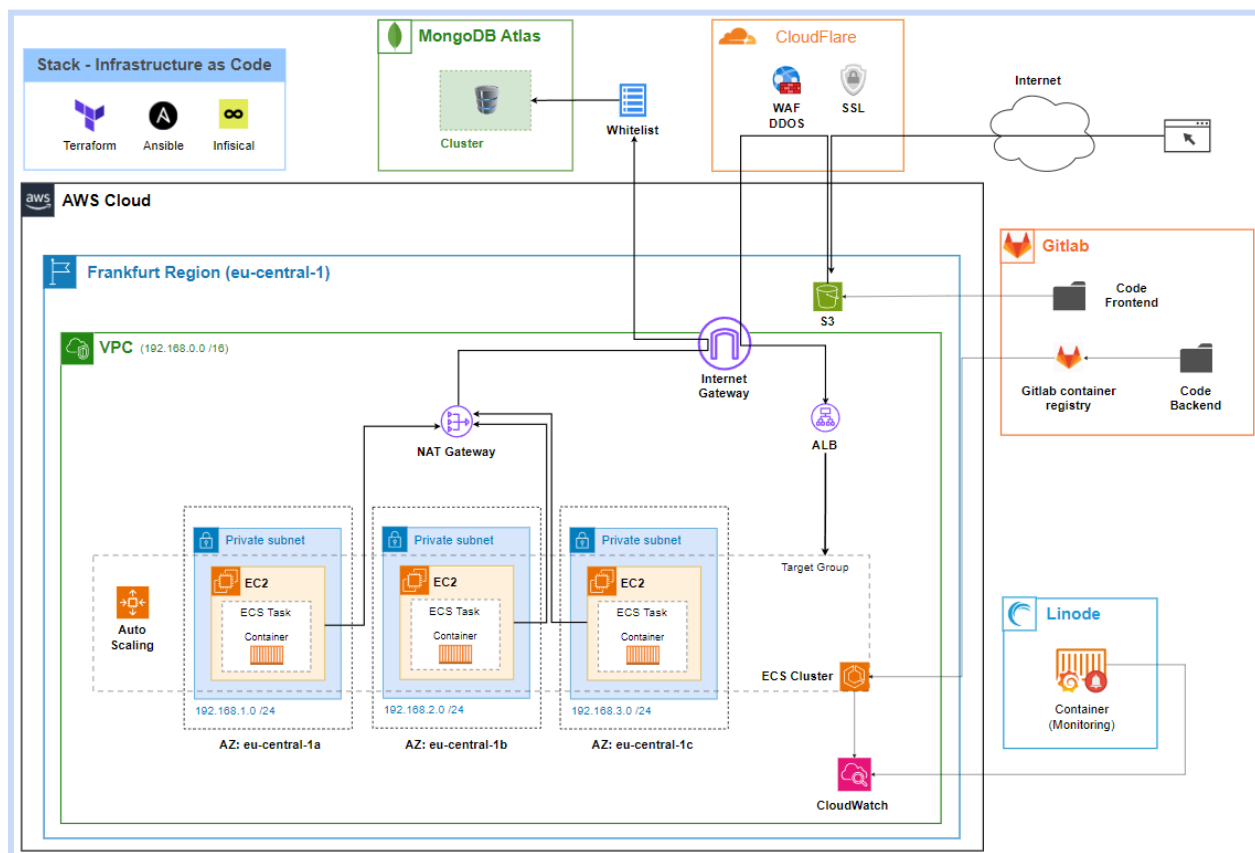 Stack - Infrastructure as Code
Terraform
Ansible
Infisical
MongoDB Atlas
Cluster
Whitelist
CloudFlare
WAF
DDOS
SSL
Internet
aws
AWS Cloud
Frankfurt Region (eu-central-1)
S3
Gitlab
Code
Frontend
Gitlab container
registry
Code
Backend
VPC (192.168.0.0 /16)
Internet
Gateway
NAT Gateway
ALB
Target Group
Auto
Scaling
Private subnet
EC2
ECS Task
Container
192.168.1.0 /24
AZ: eu-central-1a
Private subnet
EC2
ECS Task
Container
192.168.2.0 /24
AZ: eu-central-1b
Private subnet
EC2
ECS Task
Container
192.168.3.0 /24
AZ: eu-central-1c
ECS Cluster
CloudWatch
Linode
Container
(Monitoring)